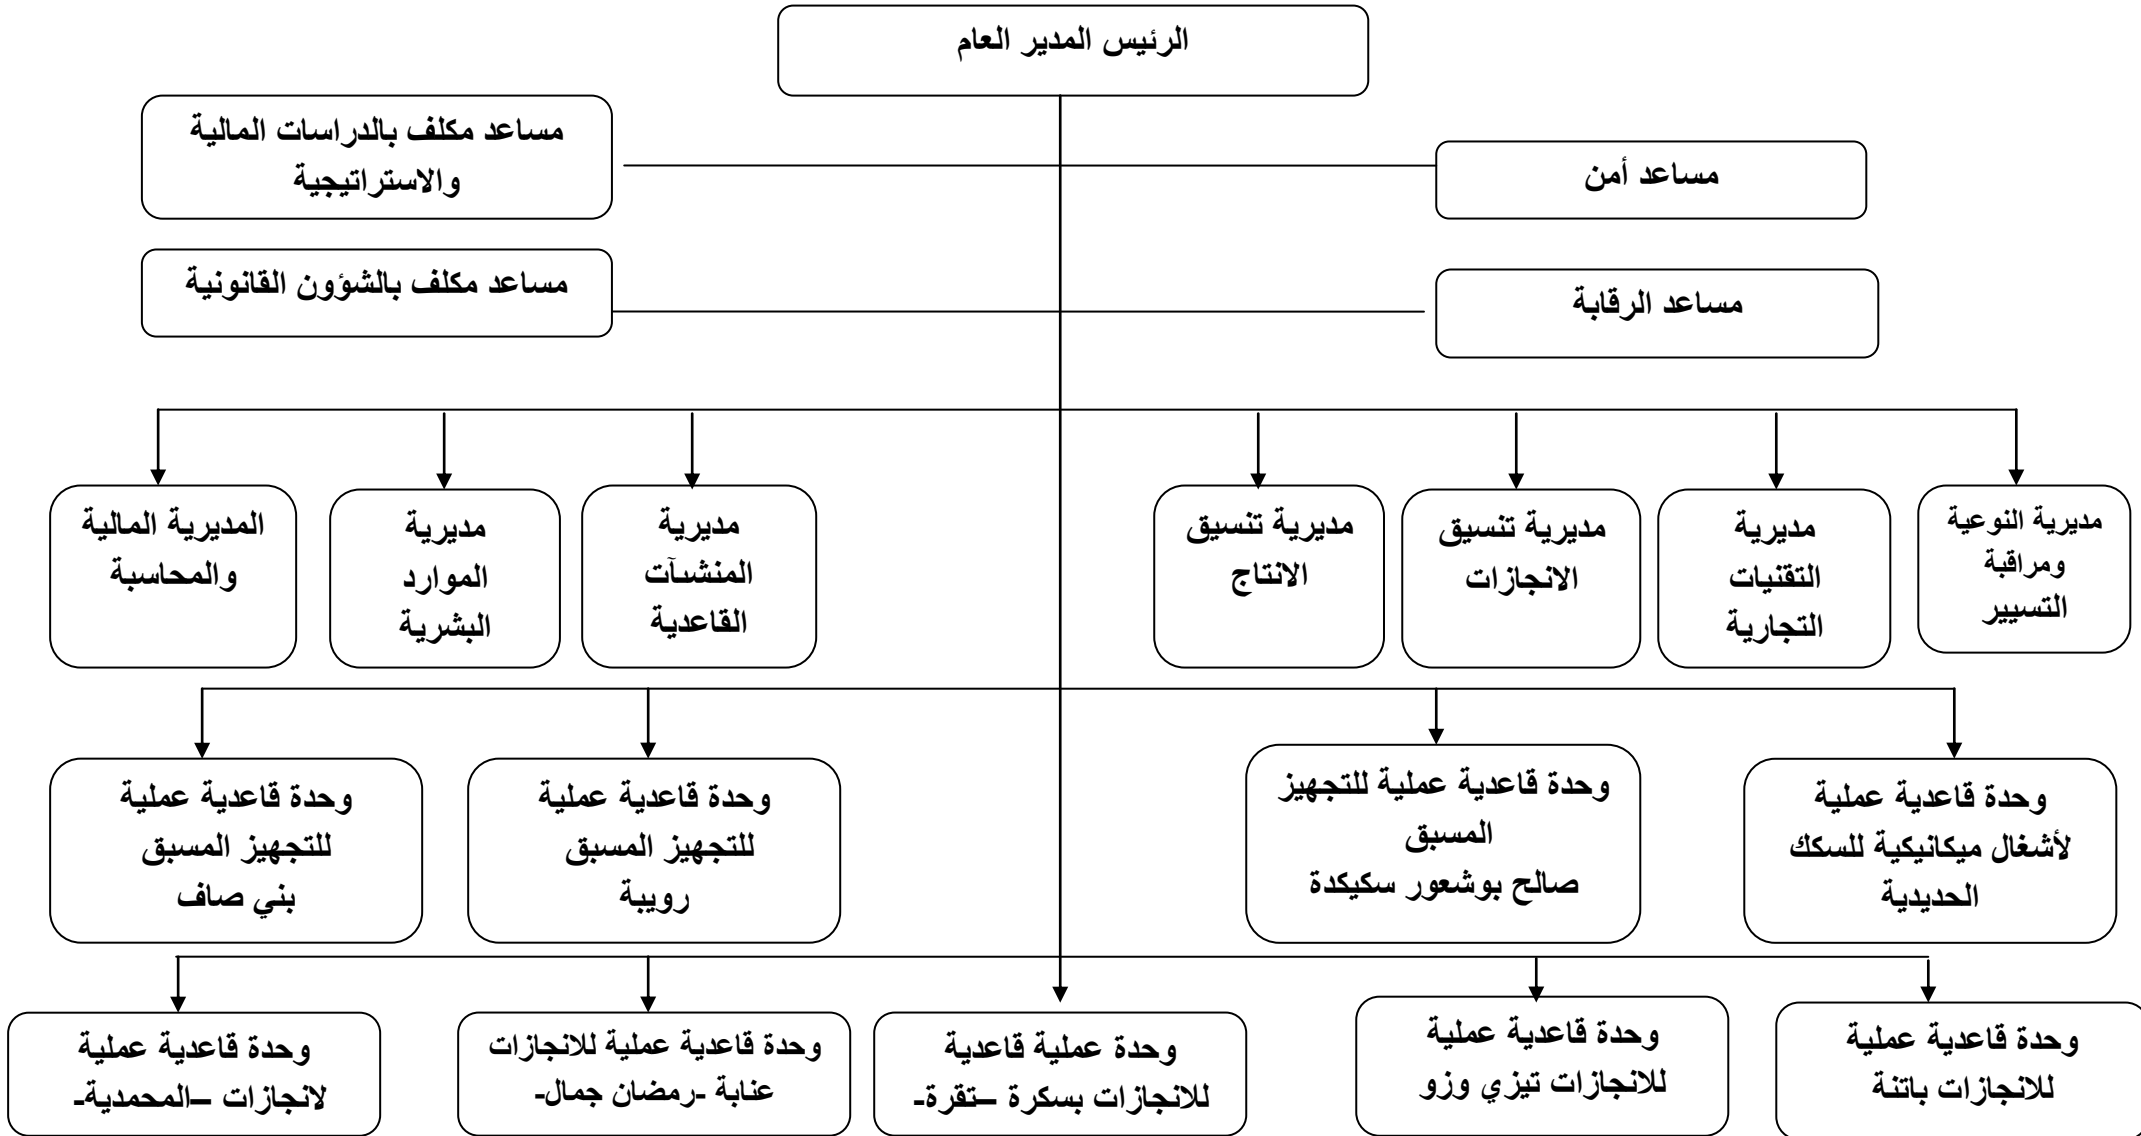 الرئيس المدير العام
مساعد أمن
مساعد مكلف بالدراسات المالية
والاستراتيجية
مساعد الرقابة
مساعد مكلف بالشؤون القانونية
مديرية النوعية
ومراقبة
التسيير
مديرية
التقنيات
التجارية
مديرية تنسيق
الانجازات
مديرية تنسيق
الانتاج
مديرية
المنشآت
القاعدية
مديرية
الموارد
البشرية
المديرية المالية
والمحاسبة
وحدة قاعدية عملية
لأشغال ميكانيكية للسكك
الحديدية
وحدة قاعدية عملية للتجهيز
المسبق
صالح بوشعور سكيكدة
وحدة قاعدية عملية
للتجهيز المسبق
رويبة
وحدة قاعدية عملية
للتجهيز المسبق
بني صاف
وحدة قاعدية عملية
للانجازات باتنة
وحدة قاعدية عملية
للانجازات تيزي وزو
وحدة عملية قاعدية
للانجازات بسكرة –تقرة-
وحدة قاعدية عملية للانجازات
عنابة -رمضان جمال-
وحدة قاعدية عملية
لانجازات –المحمدية-